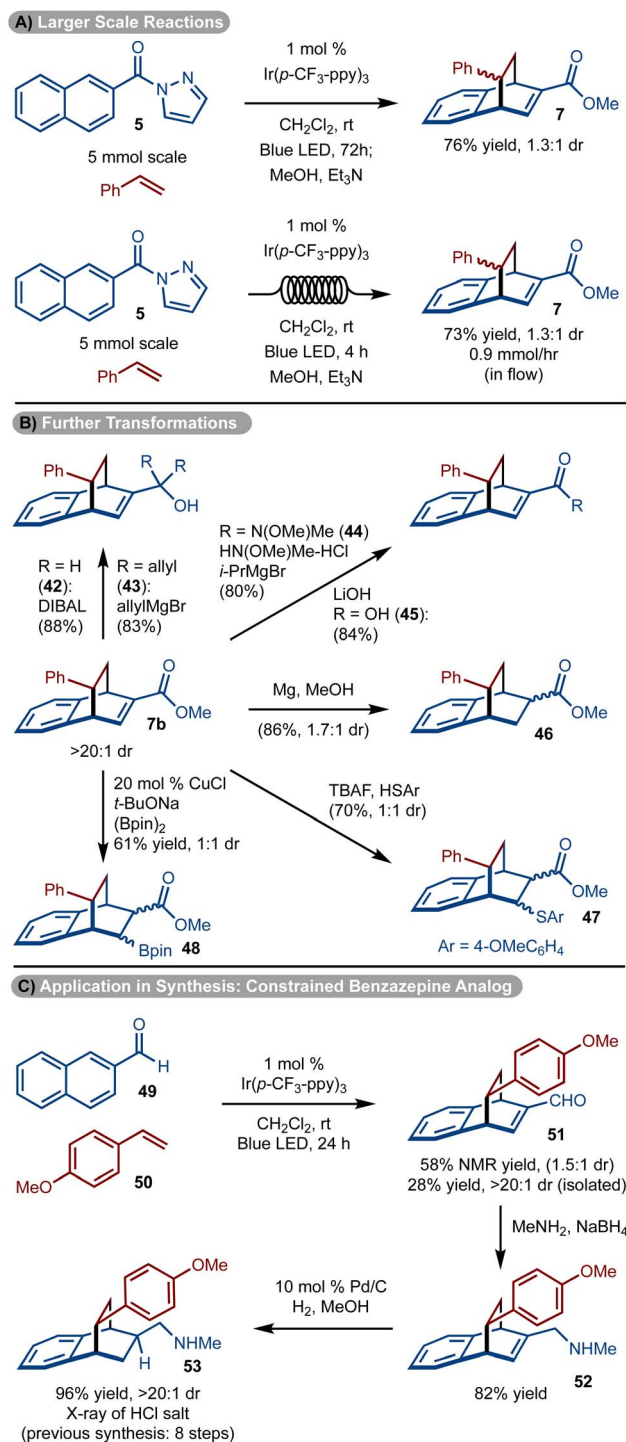 A) Larger Scale Reactions
O
N
N
5
5 mmol scale
Ph
1 mol %
Ir(p-CF3-ppy)3
CH2Cl2, rt
Blue LED, 72h;
MeOH, Et3N
Ph
O
OMe
7
76% yield, 1.3:1 dr
O
N
N
5
5 mmol scale
Ph
1 mol %
Ir(p-CF3-ppy)3
CH2Cl2, rt
Blue LED, 4 h
MeOH, Et3N
Ph
O
OMe
7
73% yield, 1.3:1 dr
0.9 mmol/hr
(in flow)
B) Further Transformations
Ph
R
R
OH
Ph
O
R
R = H
(42):
DIBAL
(88%)
R = allyl
(43):
allylMgBr
(83%)
R = N(OMe)Me (44)
HN(OMe)Me-HCl
i-PrMgBr
(80%)
LiOH
R = OH (45):
(84%)
Ph
O
OMe
7b
>20:1 dr
Mg, MeOH
(86%, 1.7:1 dr)
Ph
O
OMe
46
20 mol % CuCl
t-BuONa
(Bpin)2
61% yield, 1:1 dr
TBAF, HSAr
(70%, 1:1 dr)
Ph
O
OMe
Bpin
48
Ph
O
OMe
SAr
47
Ar = 4-OMeC6H4
C) Application in Synthesis: Constrained Benzazepine Analog
O
H
49
MeO
50
1 mol %
Ir(p-CF3-ppy)3
CH2Cl2, rt
Blue LED, 24 h
OMe
CHO
51
58% NMR yield, (1.5:1 dr)
28% yield, >20:1 dr (isolated)
MeNH2, NaBH4
OMe
NHMe
52
82% yield
10 mol % Pd/C
H2, MeOH
OMe
NHMe
H
53
96% yield, >20:1 dr
X-ray of HCl salt
(previous synthesis: 8 steps)